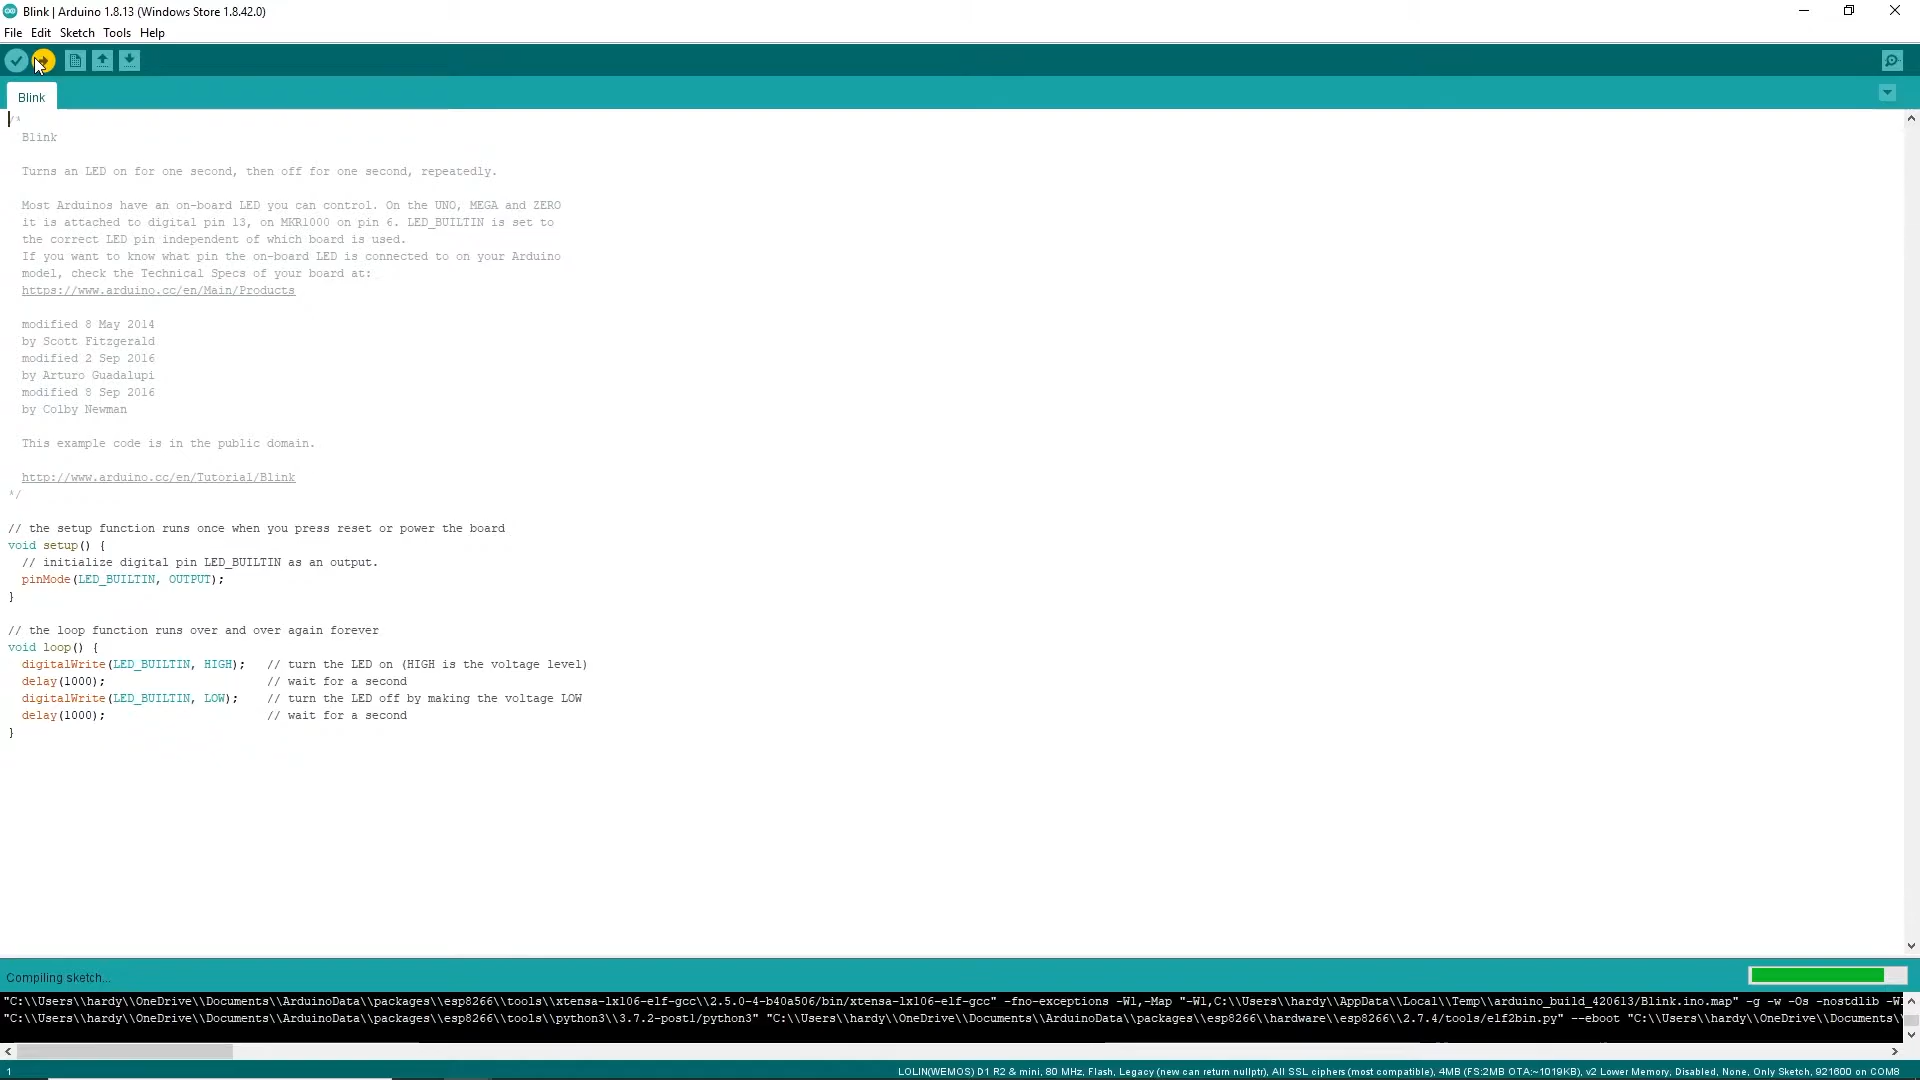 Blink | Arduino 1.8.13 (Windows Store 1.8.42.0)
File Edit Sketch Tools Help
Blink
/*
  Blink

  Turns an LED on for one second, then off for one second, repeatedly.

  Most Arduinos have an on-board LED you can control. On the UNO, MEGA and ZERO
  it is attached to digital pin 13, on MKR1000 on pin 6. LED_BUILTIN is set to
  the correct LED pin independent of which board is used.
  If you want to know what pin the on-board LED is connected to on your Arduino
  model, check the Technical Specs of your board at:
  https://www.arduino.cc/en/Main/Products

  modified 8 May 2014
  by Scott Fitzgerald
  modified 2 Sep 2016
  by Arturo Guadalupi
  modified 8 Sep 2016
  by Colby Newman

  This example code is in the public domain.

  http://www.arduino.cc/en/Tutorial/Blink
*/

// the setup function runs once when you press reset or power the board
void setup() {
  // initialize digital pin LED_BUILTIN as an output.
  pinMode(LED_BUILTIN, OUTPUT);
}

// the loop function runs over and over again forever
void loop() {
  digitalWrite(LED_BUILTIN, HIGH);   // turn the LED on (HIGH is the voltage level)
  delay(1000);                       // wait for a second
  digitalWrite(LED_BUILTIN, LOW);    // turn the LED off by making the voltage LOW
  delay(1000);                       // wait for a second
}
Compiling sketch...
"C:\\Users\\hardy\\OneDrive\\Documents\\ArduinoData\\packages\\esp8266\\tools\\xtensa-lx106-elf-gcc\\2.5.0-4-b40a506/bin/xtensa-lx106-elf-gcc" -fno-exceptions -Wl,-Map "-Wl,C:\\Users\\hardy\\AppData\\Local\\Temp\\arduino_build_420613/Blink.ino.map" -g -w -Os -nostdlib -W
"C:\\Users\\hardy\\OneDrive\\Documents\\ArduinoData\\packages\\esp8266\\tools\\python3\\3.7.2-post1/python3" "C:\\Users\\hardy\\OneDrive\\Documents\\ArduinoData\\packages\\esp8266\\hardware\\esp8266\\2.7.4/tools/elf2bin.py" --eboot "C:\\Users\\hardy\\OneDrive\\Documents\\
1 LOLIN(WEMOS) D1 R2 & mini, 80 MHz, Flash, Legacy (new can return nullptr), All SSL ciphers (most compatible), 4MB (FS:2MB OTA:~1019KB), v2 Lower Memory, Disabled, None, Only Sketch, 921600 on COM8